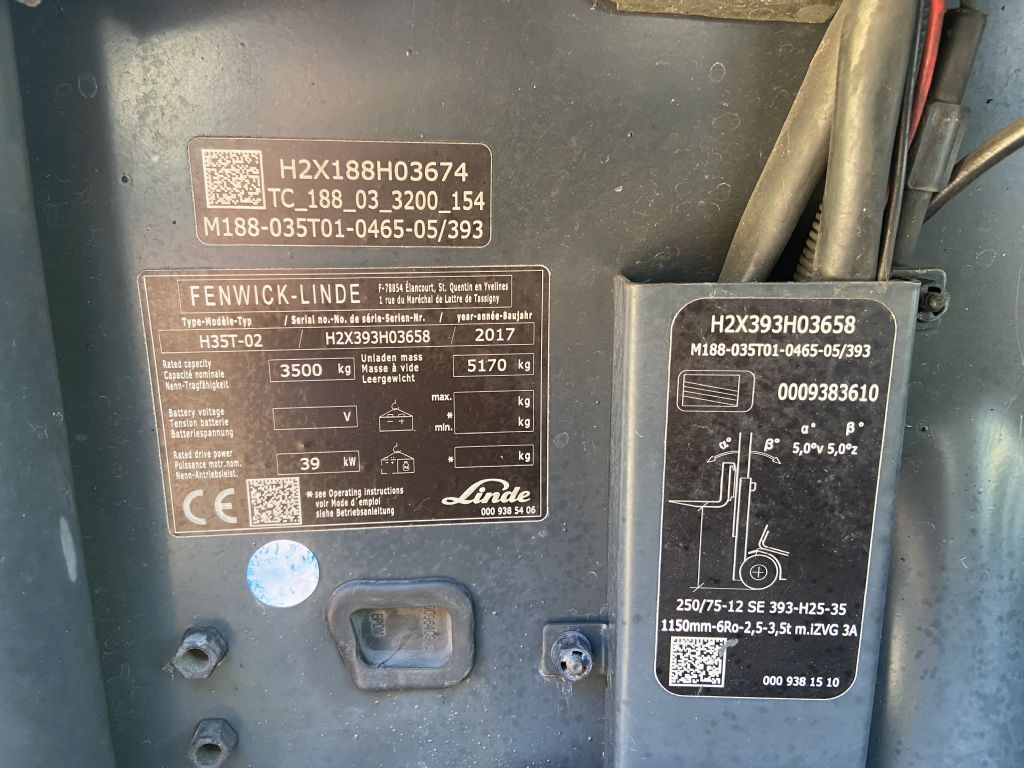 H2X188H03674
TC_188_03_3200_154
M188-035T01-0465-05/393
FENWICK-LINDE
F-78854 Élancourt, St. Quentin en Yvelines
1 rue du Maréchal de Lattre de Tassigny
Type-Modèle-Typ / Serial no.-No. de série-Serien-Nr. / year-année-Baujahr
H35T-02 / H2X393H03658 / 2017
Rated capacity
Capacité nominale
Nenn-Tragfähigkeit
3500 kg
Unladen mass
Masse à vide
Leergewicht
5170 kg
Battery voltage
Tension batterie
Batteriespannung
V
max. kg
*
min. kg
Rated drive power
Puissance motr.nom.
Nenn-Antriebsleist.
39 kW
* kg
CE
* see Operating instructions
voir Mode d'emploi
siehe Betriebsanleitung
Linde
000 938 54 06
H2X393H03658
M188-035T01-0465-05/393
0009383610
α° β°
5,0°v 5,0°z
α° β°
250/75-12 SE 393-H25-35
1150mm-6Ro-2,5-3,5t m.iZVG 3A
000 938 15 10